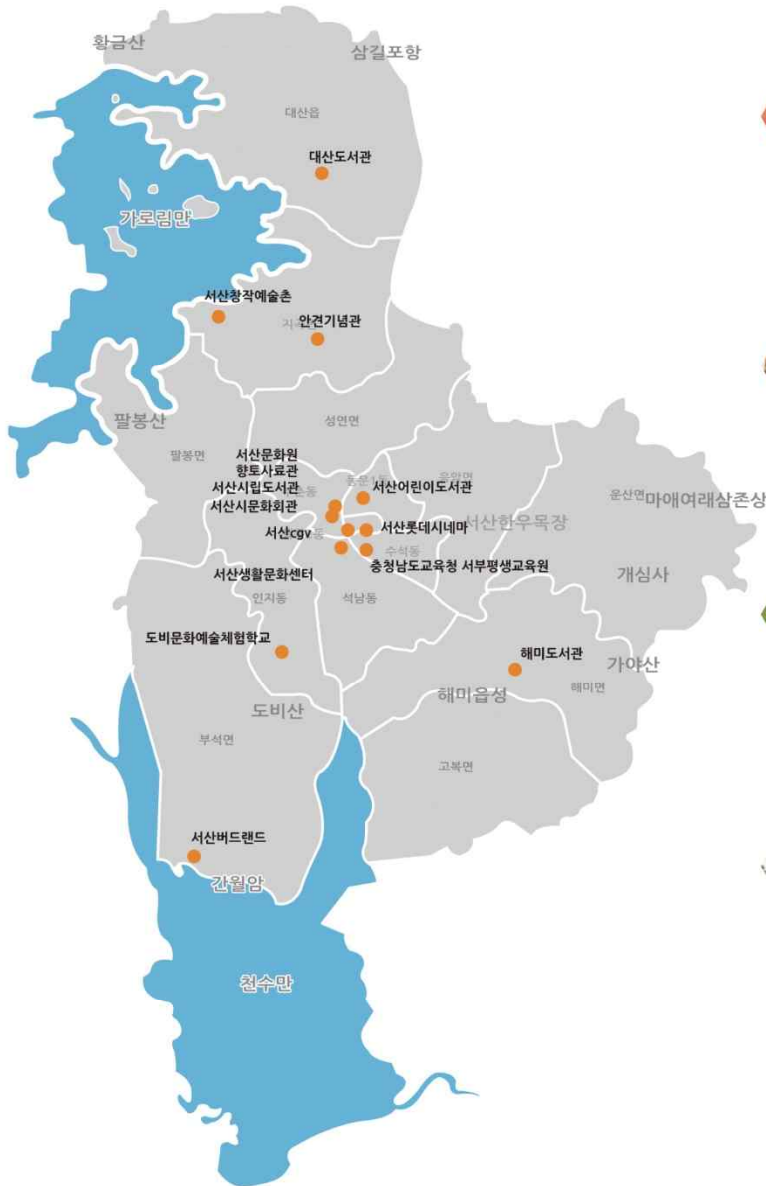 황금산
삼길포항
대산읍
대산도서관
가로림만
서산창작예술촌
안견기념관
성연면
팔봉산
팔봉면
서산문화원
향토사료관
서산시립도서관
서산시문화회관
서산어린이도서관
운산면
마애여래삼존상
서산한우목장
서산cgv
서산롯데시네마
수석동
충청남도교육청 서부평생교육원
개심사
서산생활문화센터
인지동
석남동
도비문화예술체험학교
해미도서관
가야산
해미면
해미읍성
도비산
부석면
고복면
서산버드랜드
간월암
천수만